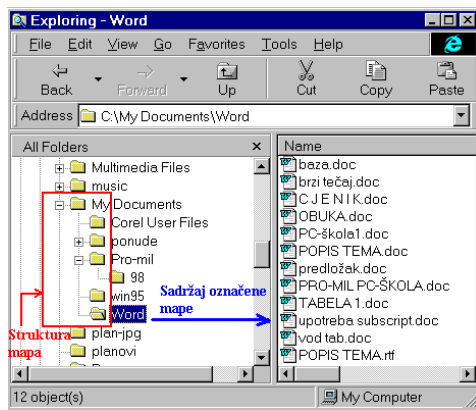 Exploring - Word
File Edit View Go Favorites Tools Help
Back Forward Up Cut Copy Paste
Address C:\My Documents\Word
All Folders x
Multimedia Files
music
My Documents
Corel User Files
ponude
Pro-mil
98
win95
Word
plan-jpg
planovi
Struktura
mapa
Sadržaj označene
mape
Name
baza.doc
brzi tečaj.doc
C J E N I K.doc
OBUKA.doc
PC-škola1.doc
POPIS TEMA.doc
predložak.doc
PRO-MIL PC-ŠKOLA.doc
TABELA 1.doc
upotreba subscript.doc
vod tab.doc
POPIS TEMA.rtf
12 object(s) My Computer